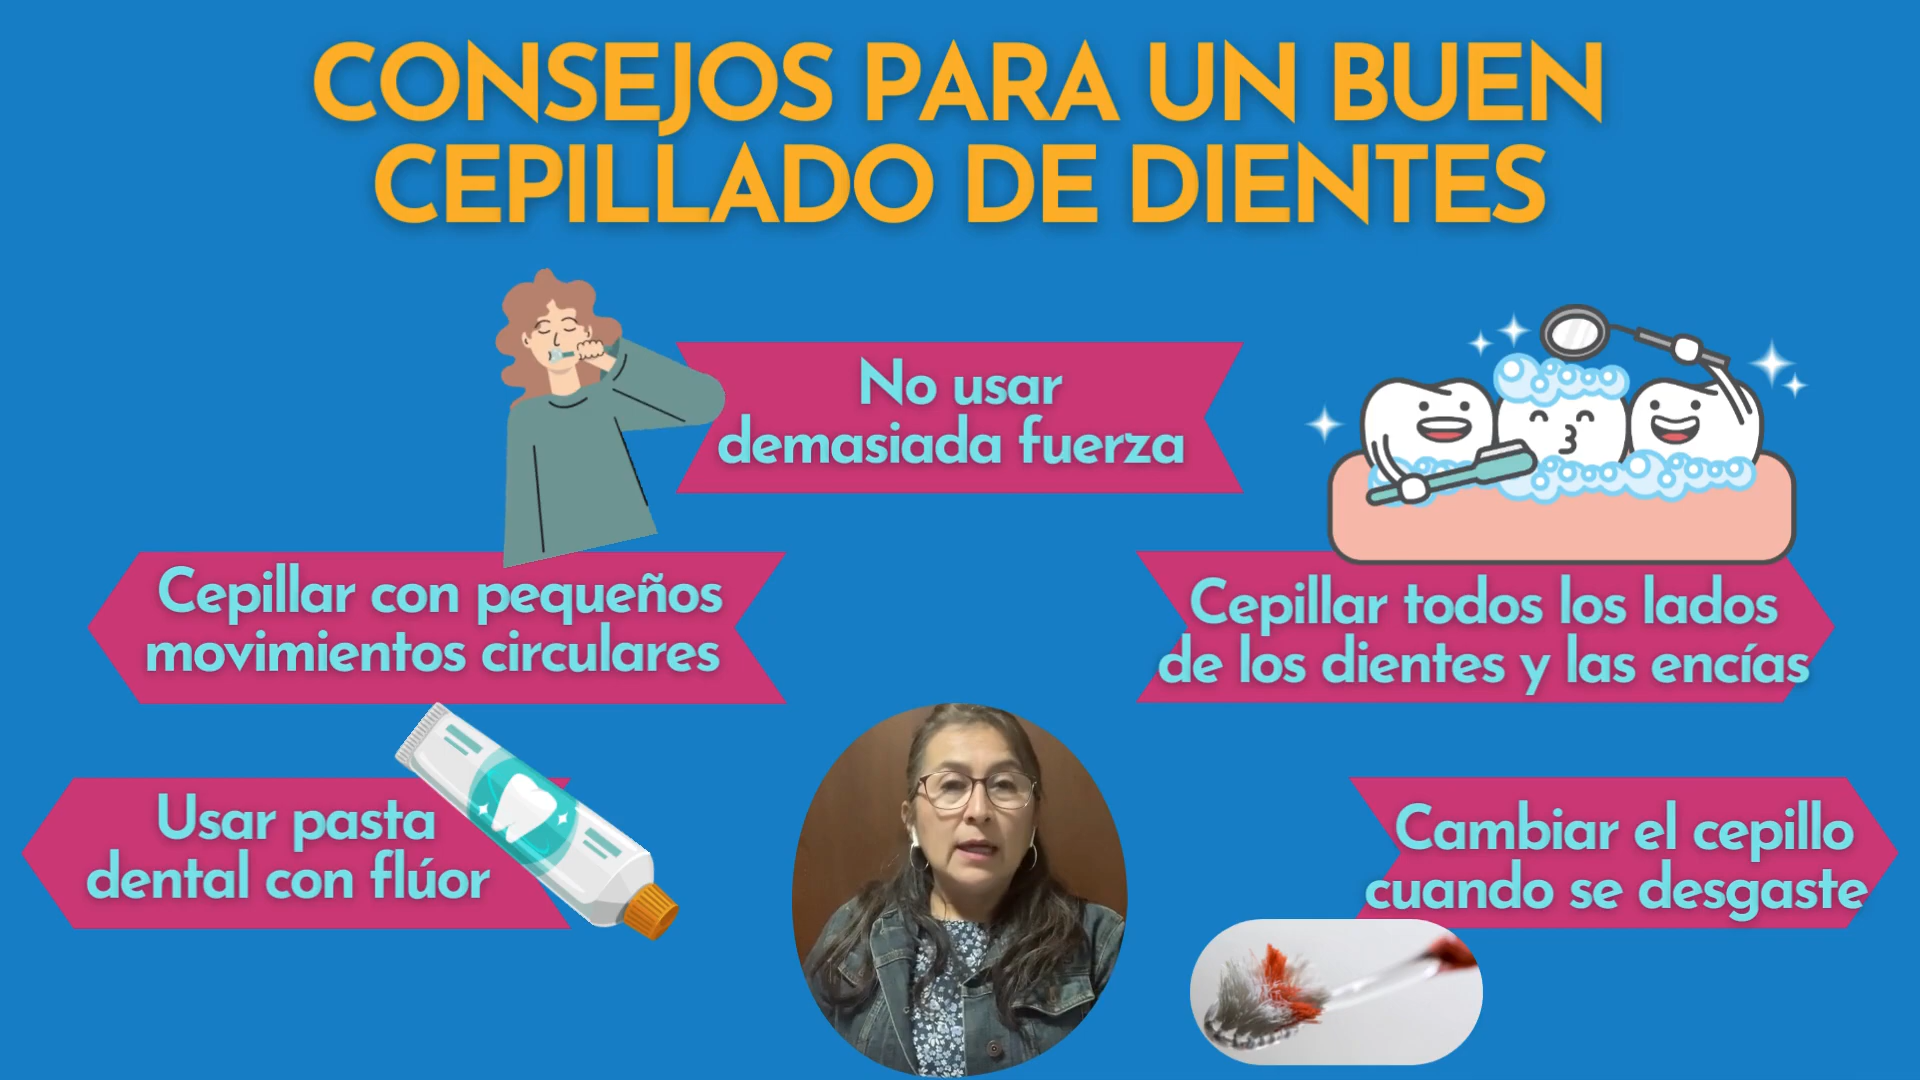 CONSEJOS PARA UN BUEN
CEPILLADO DE DIENTES
No usar
demasiada fuerza
Cepillar con pequeños
movimientos circulares
Cepillar todos los lados
de los dientes y las encías
Usar pasta
dental con flúor
Cambiar el cepillo
cuando se desgaste